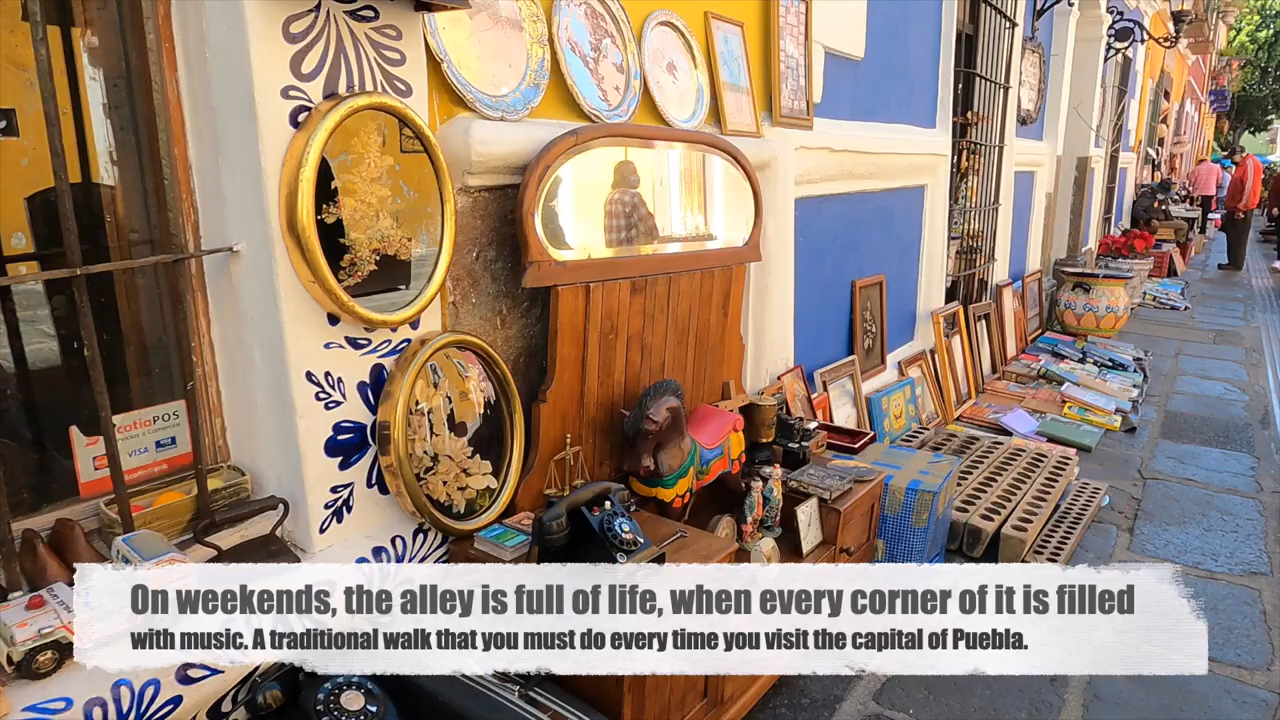 cotiaPOS
VISA
On weekends, the alley is full of life, when every corner of it is filled
with music. A traditional walk that you must do every time you visit the capital of Puebla.